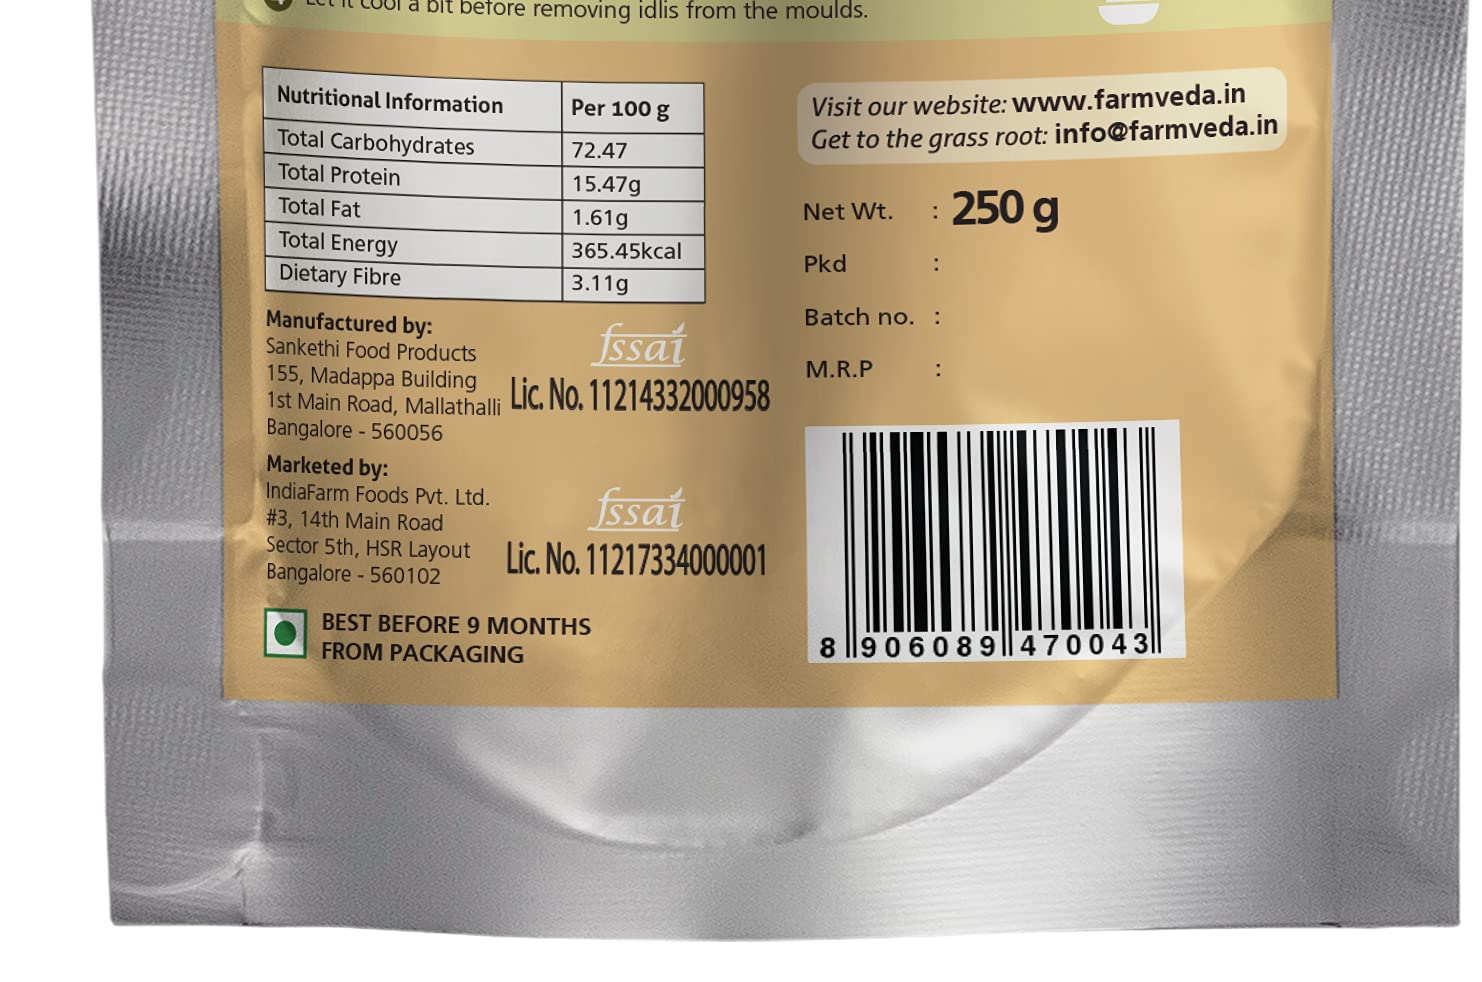 4 Let it cool a bit before removing idlis from the moulds.
Nutritional Information Per 100 g
Total Carbohydrates 72.47
Total Protein 15.47g
Total Fat 1.61g
Total Energy 365.45kcal
Dietary Fibre 3.11g
Manufactured by:
Sankethi Food Products
155, Madappa Building
1st Main Road, Mallathalli
Bangalore - 560056
fssai
Lic. No. 11214332000958
Marketed by:
IndiaFarm Foods Pvt. Ltd.
#3, 14th Main Road
Sector 5th, HSR Layout
Bangalore - 560102
fssai
Lic. No. 11217334000001
BEST BEFORE 9 MONTHS
FROM PACKAGING
Visit our website: www.farmveda.in
Get to the grass root: info@farmveda.in
Net Wt. : 250 g
Pkd :
Batch no. :
M.R.P :
8 906089 470043